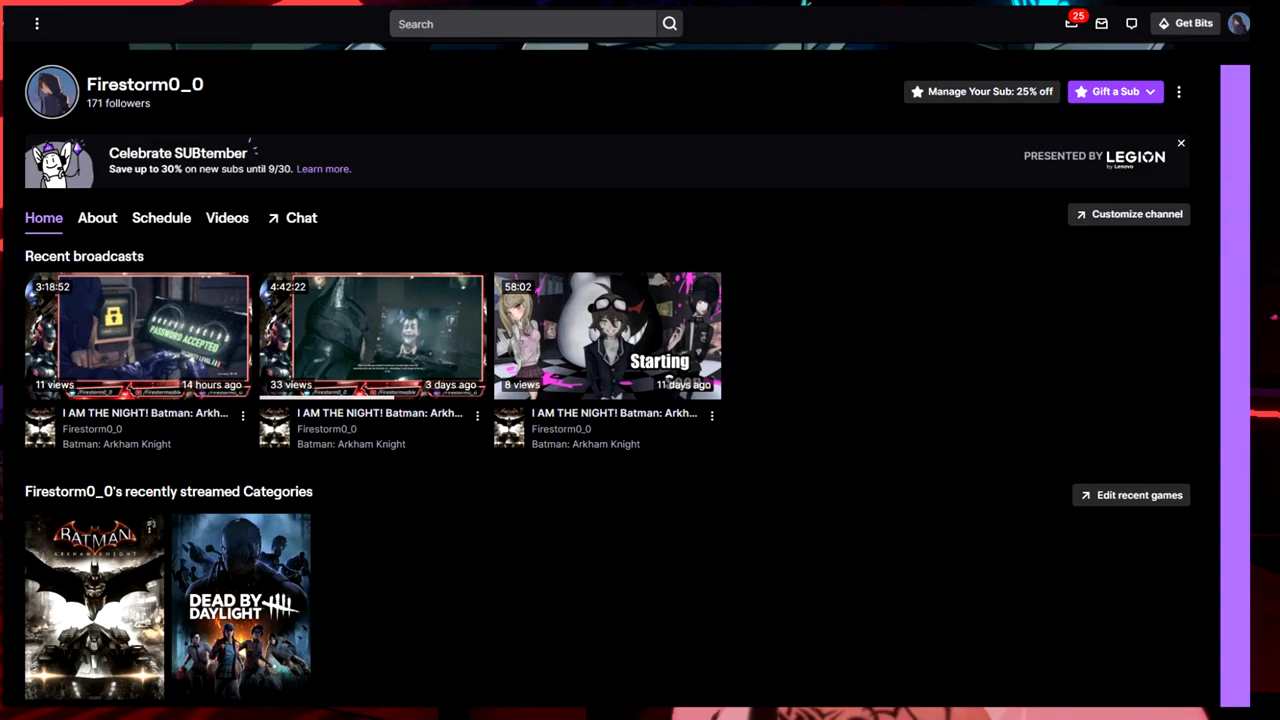 Search
25
Get Bits
Firestorm0_0
171 followers
Manage Your Sub: 25% off
Gift a Sub
Celebrate SUBtember
Save up to 30% on new subs until 9/30. Learn more.
PRESENTED BY LEGION
by Lenovo
Home
About
Schedule
Videos
Chat
Customize channel
Recent broadcasts
3:18:52
PASSWORD ACCEPTED
11 views
14 hours ago
4:42:22
33 views
3 days ago
58:02
Starting
8 views
11 days ago
I AM THE NIGHT! Batman: Arkh...
Firestorm0_0
Batman: Arkham Knight
I AM THE NIGHT! Batman: Arkh...
Firestorm0_0
Batman: Arkham Knight
I AM THE NIGHT! Batman: Arkh...
Firestorm0_0
Batman: Arkham Knight
Firestorm0_0's recently streamed Categories
Edit recent games
BATMAN
ARKHAM KNIGHT
DEAD BY
DAYLIGHT